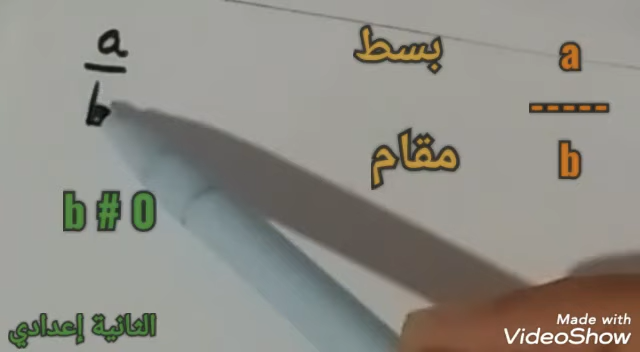 a
b
بسط a
-----
مقام b
b # 0
الثانية إعدادي
Made with
VideoShow